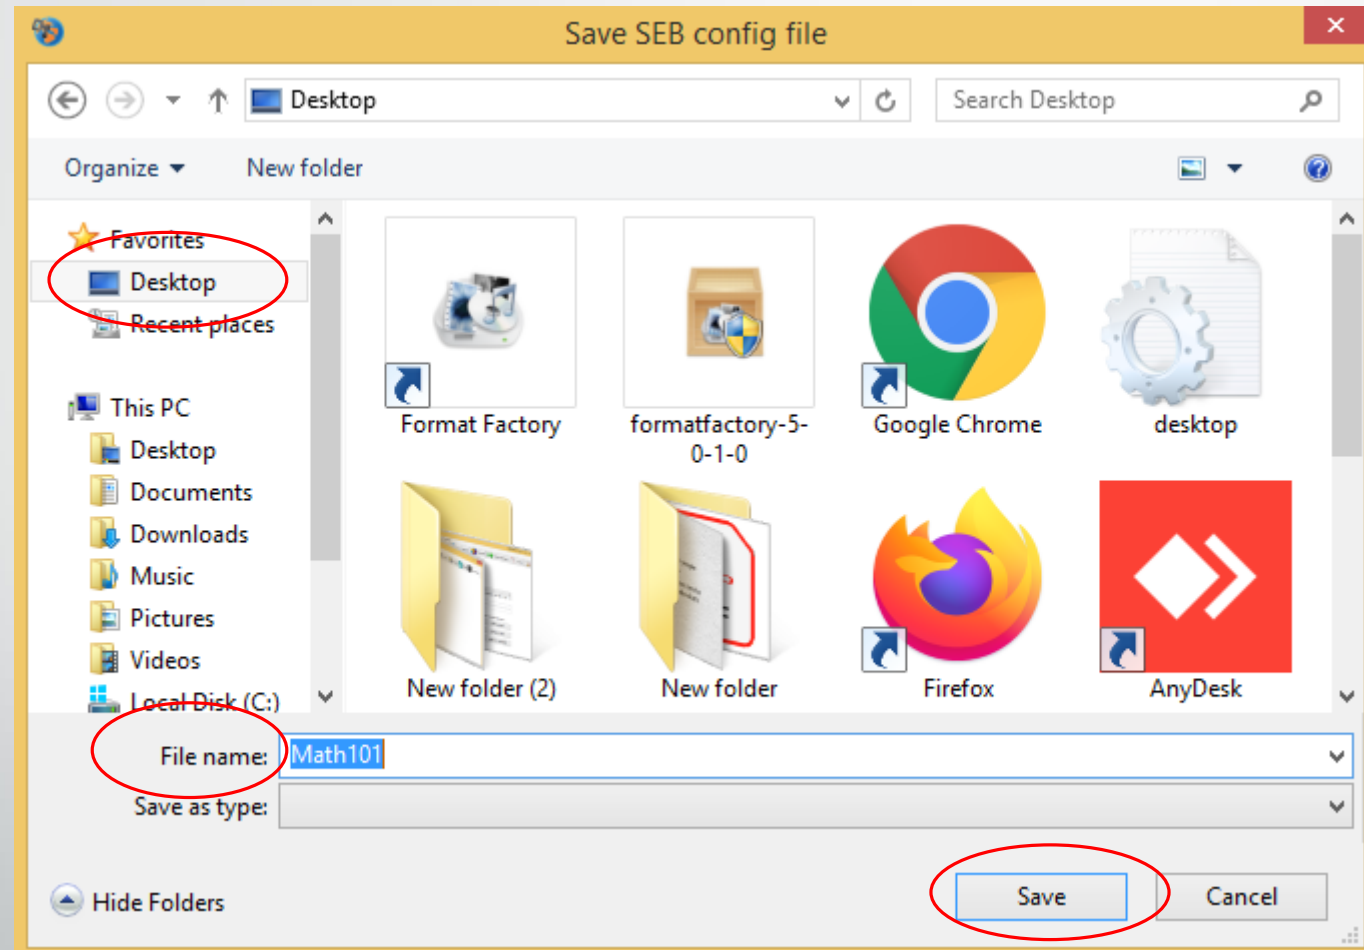 Save SEB config file
Desktop
Search Desktop
Organize
New folder
Favorites
Desktop
Recent places
This PC
Desktop
Documents
Downloads
Music
Pictures
Videos
Local Disk (C:)
Format Factory
formatfactory-5-
0-1-0
Google Chrome
desktop
New folder (2)
New folder
Firefox
AnyDesk
File name: Math101
Save as type:
Hide Folders
Save
Cancel